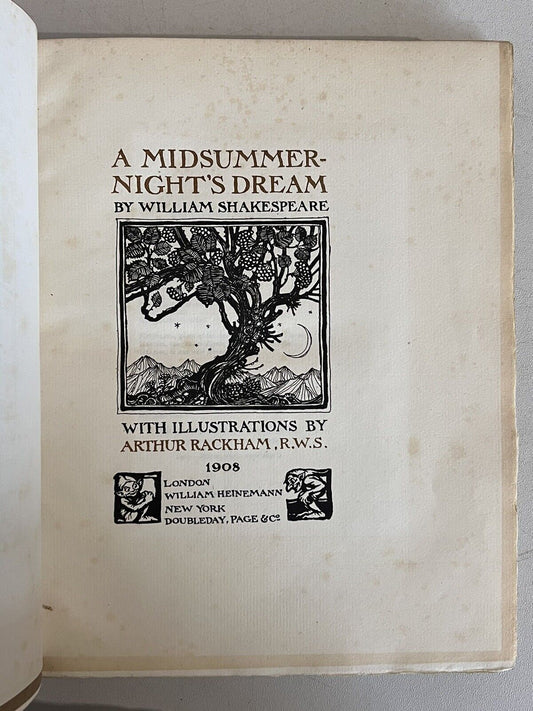 A MIDSUMMER-
NIGHT'S DREAM
BY WILLIAM SHAKESPEARE
WITH ILLUSTRATIONS BY
ARTHUR RACKHAM, R.W.S.
1908
LONDON
WILLIAM HEINEMANN
NEW YORK
DOUBLEDAY, PAGE & Co